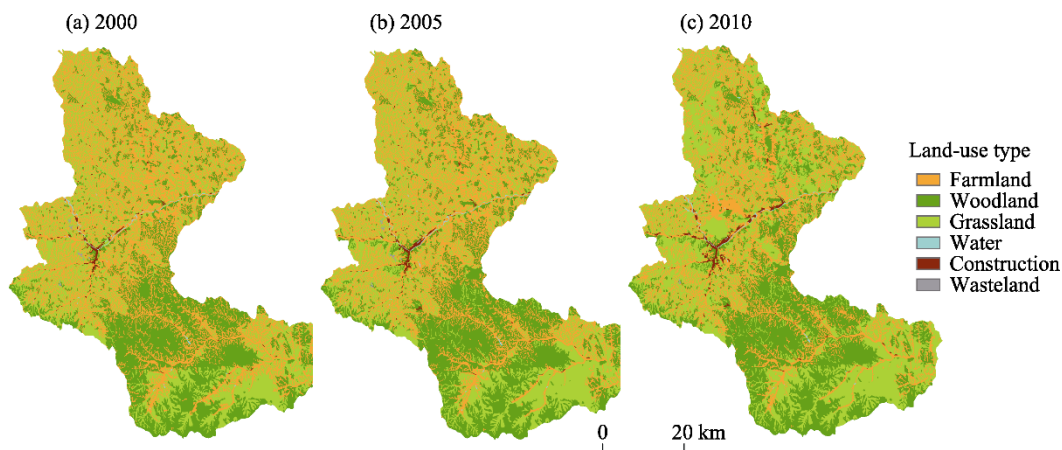 (a) 2000
(b) 2005
(c) 2010
Land-use type
Farmland
Woodland
Grassland
Water
Construction
Wasteland
0 20 km